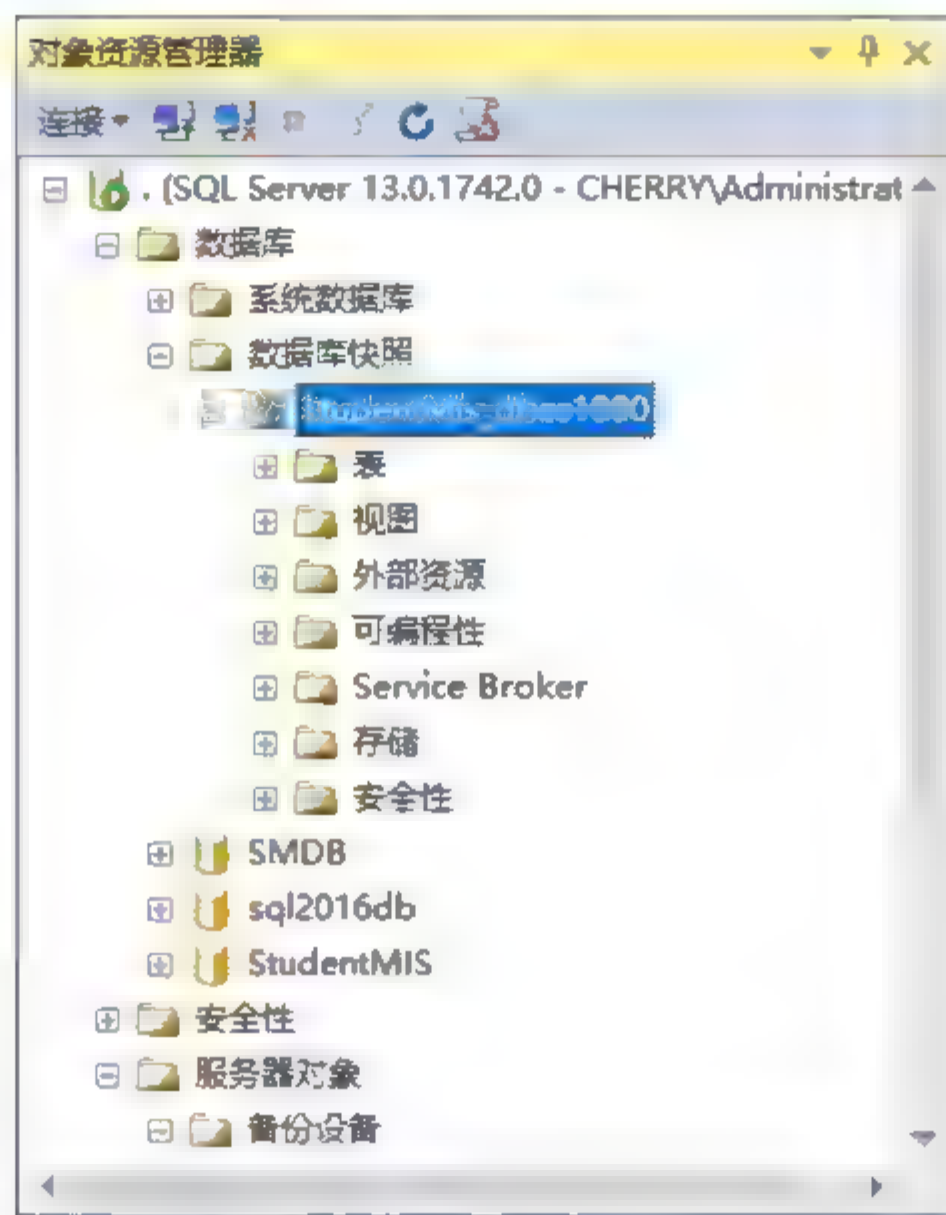 对象资源管理器
连接
. (SQL Server 13.0.1742.0 - CHERRY\Administrat
数据库
系统数据库
数据库快照
表
视图
外部资源
可编程性
Service Broker
存储
安全性
SMDB
sql2016db
StudentMIS
安全性
服务器对象
备份设备